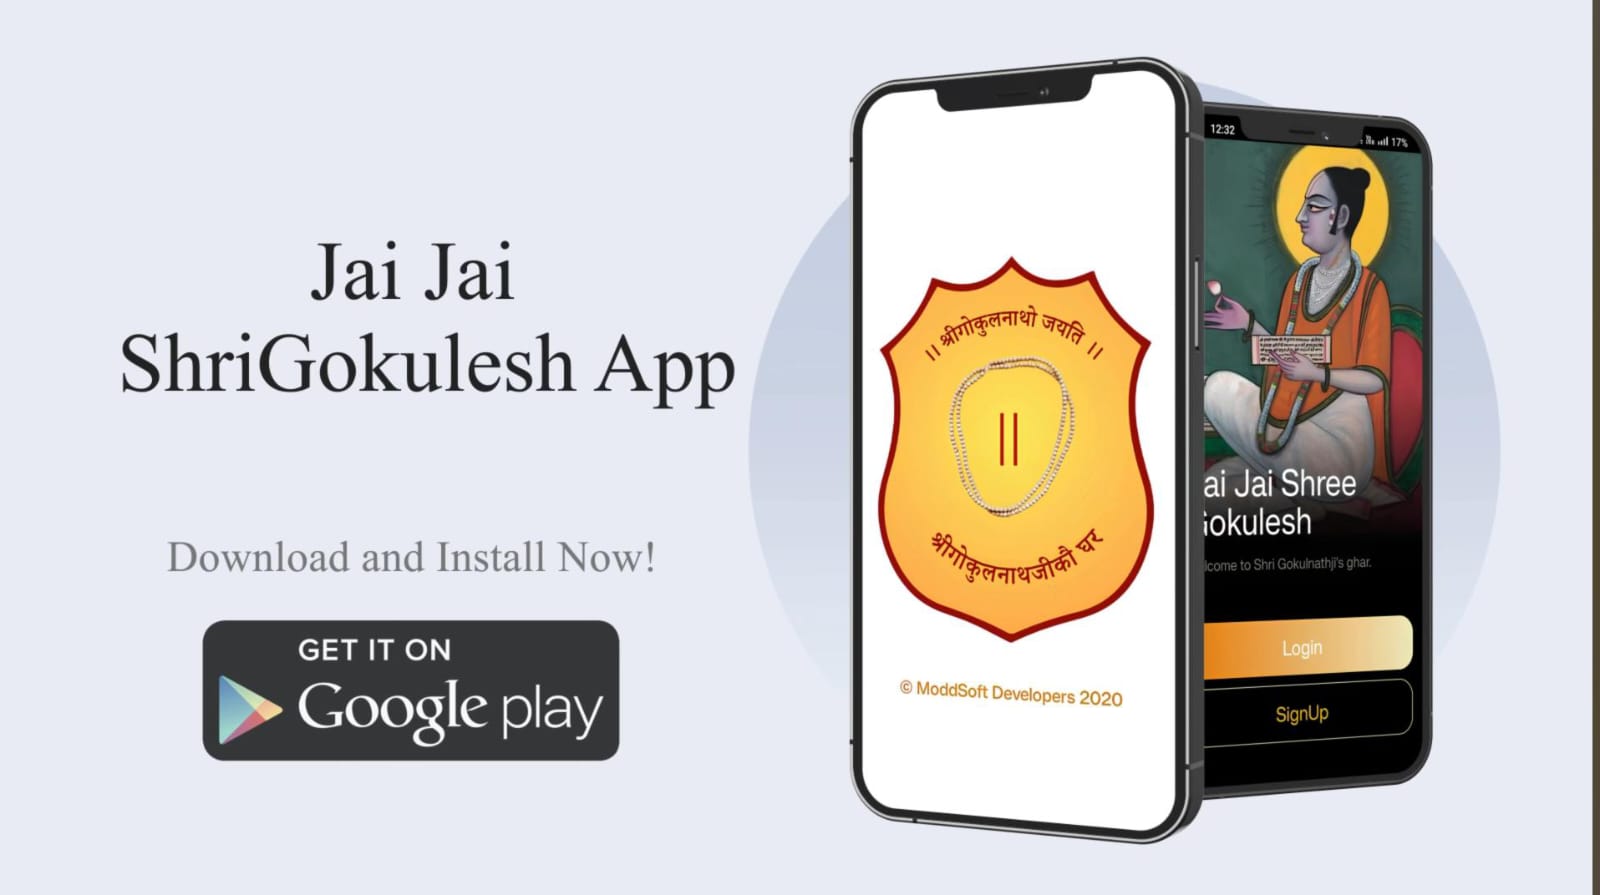 Jai Jai
ShriGokulesh App
Download and Install Now!
GET IT ON
Google play
|| श्रीगोकुलनाथो जयति ||
||
श्रीगोकुलनाथजीकौ घर
© ModdSoft Developers 2020
12:32
17%
ai Jai Shree
Gokulesh
lcome to Shri Gokulnathji's ghar.
Login
SignUp